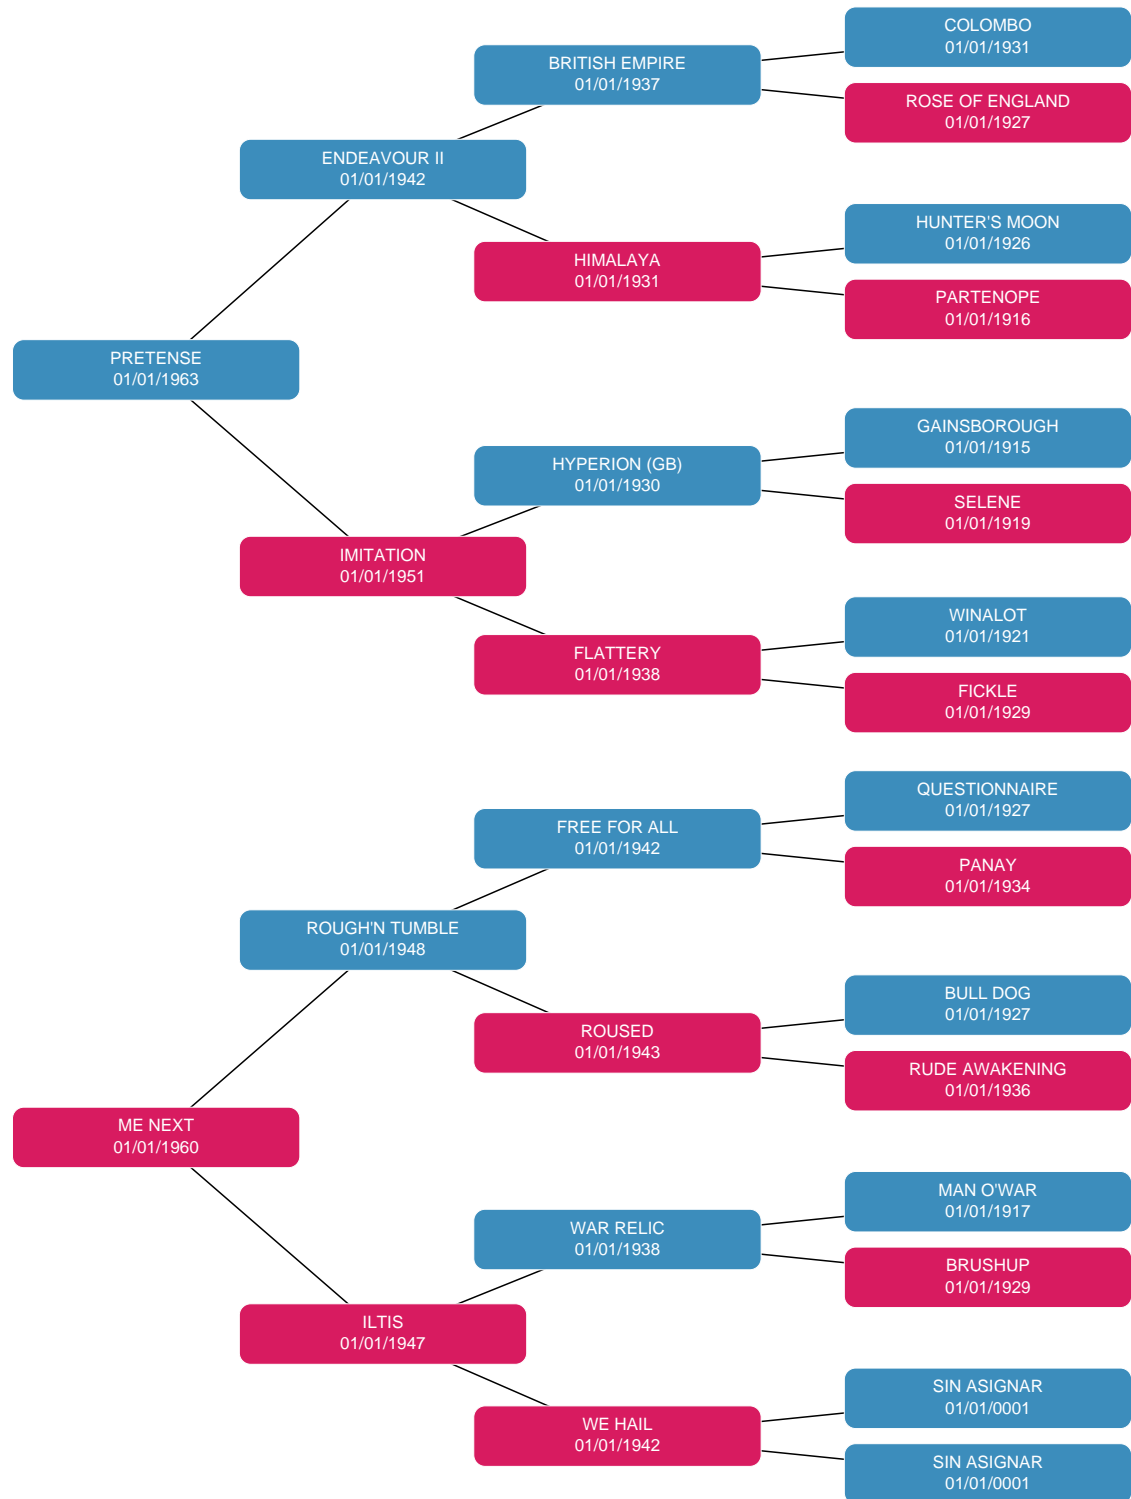 COLOMBO
01/01/1931
BRITISH EMPIRE
01/01/1937
ROSE OF ENGLAND
01/01/1927
ENDEAVOUR II
01/01/1942
HUNTER'S MOON
01/01/1926
HIMALAYA
01/01/1931
PARTENOPE
01/01/1916
PRETENSE
01/01/1963
GAINSBOROUGH
01/01/1915
HYPERION (GB)
01/01/1930
SELENE
01/01/1919
IMITATION
01/01/1951
WINALOT
01/01/1921
FLATTERY
01/01/1938
FICKLE
01/01/1929
QUESTIONNAIRE
01/01/1927
FREE FOR ALL
01/01/1942
PANAY
01/01/1934
ROUGH'N TUMBLE
01/01/1948
BULL DOG
01/01/1927
ROUSED
01/01/1943
RUDE AWAKENING
01/01/1936
ME NEXT
01/01/1960
MAN O'WAR
01/01/1917
WAR RELIC
01/01/1938
BRUSHUP
01/01/1929
ILTIS
01/01/1947
SIN ASIGNAR
01/01/0001
WE HAIL
01/01/1942
SIN ASIGNAR
01/01/0001